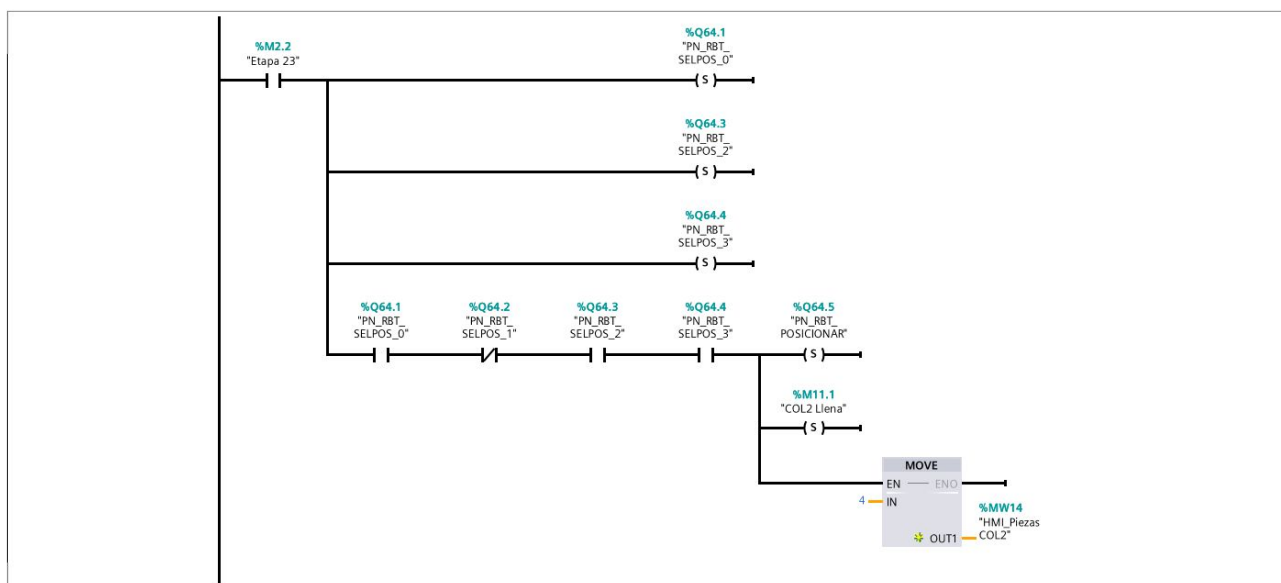 %M2.2
"Etapa 23"
%Q64.1
"PN_RBT_
SELPOS_0"
( S )
%Q64.3
"PN_RBT_
SELPOS_2"
( S )
%Q64.4
"PN_RBT_
SELPOS_3"
( S )
%Q64.1
"PN_RBT_
SELPOS_0"
%Q64.2
"PN_RBT_
SELPOS_1"
%Q64.3
"PN_RBT_
SELPOS_2"
%Q64.4
"PN_RBT_
SELPOS_3"
%Q64.5
"PN_RBT_
POSICIONAR"
( S )
%M11.1
"COL2 Llena"
( S )
MOVE
EN ENO
4 IN
%MW14
"HMI_Piezas
COL2"
OUT1